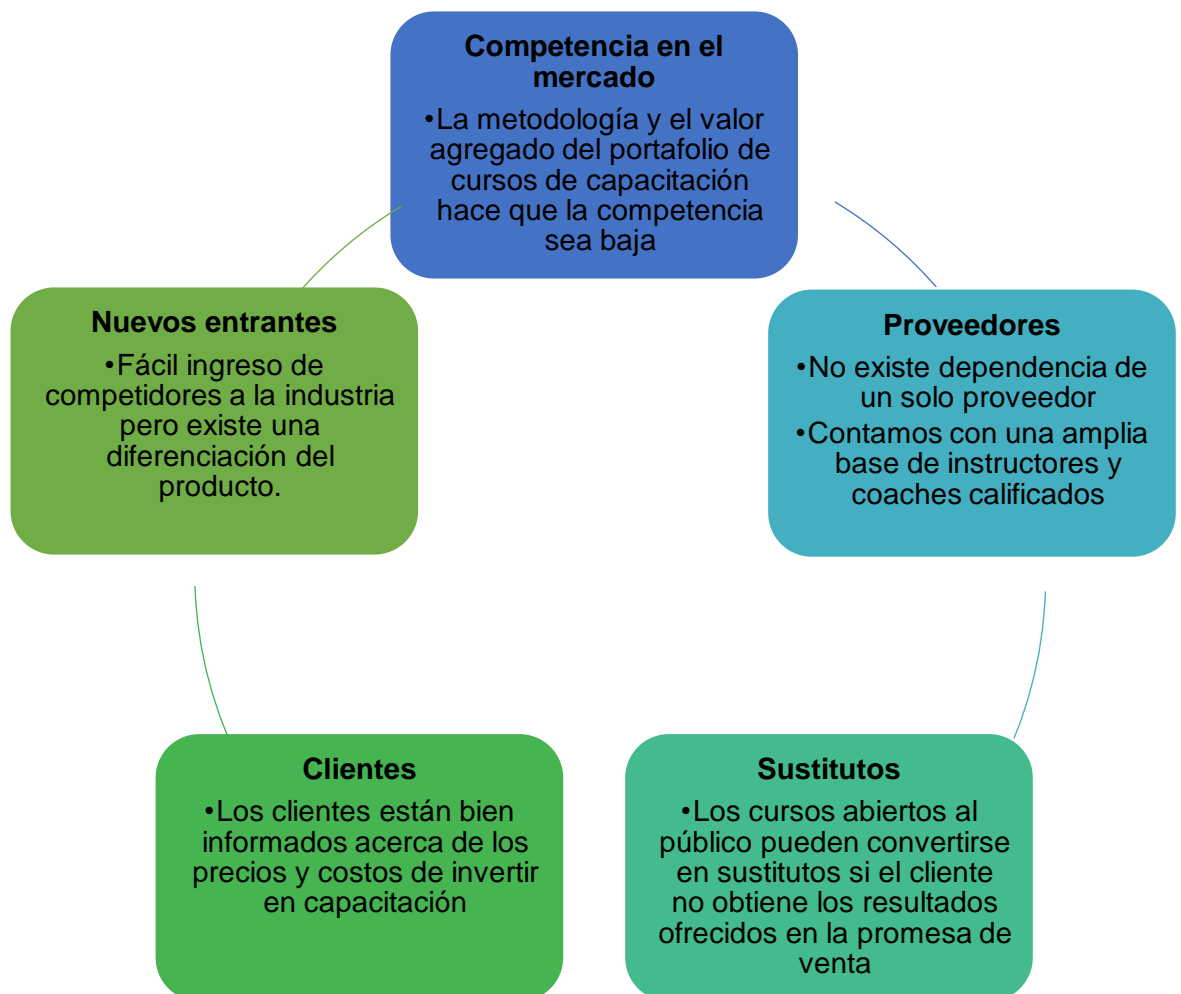 Competencia en el
mercado
•La metodología y el valor
agregado del portafolio de
cursos de capacitación
hace que la competencia
sea baja
Nuevos entrantes
•Fácil ingreso de
competidores a la industria
pero existe una
diferenciación del
producto.
Proveedores
•No existe dependencia de
un solo proveedor
•Contamos con una amplia
base de instructores y
coaches calificados
Clientes
•Los clientes están bien
informados acerca de los
precios y costos de invertir
en capacitación
Sustitutos
•Los cursos abiertos al
público pueden convertirse
en sustitutos si el cliente
no obtiene los resultados
ofrecidos en la promesa de
venta